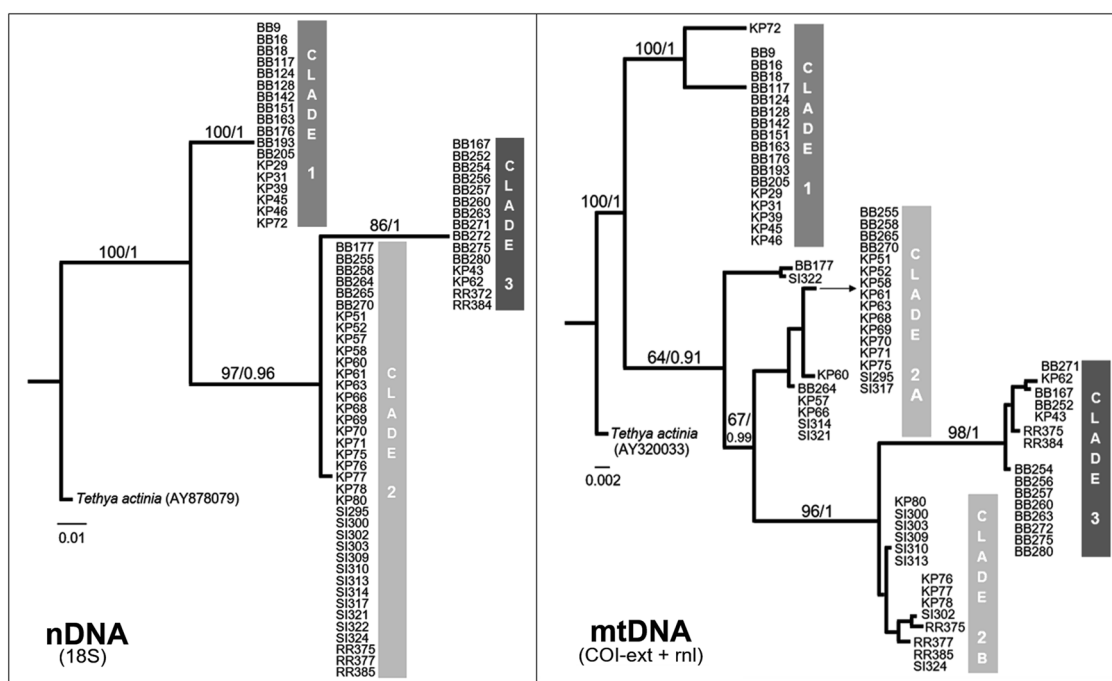 BB9
BB16
BB18
BB117
BB124
BB128
BB142
BB151
BB163
BB176
BB193
BB205
KP29
KP31
KP39
KP45
KP46
KP72
CLADE 1
100/1
BB167
BB252
BB254
BB256
BB257
BB260
BB263
BB271
BB272
BB275
BB280
KP43
KP62
RR372
RR384
CLADE 3
86/1
100/1
BB177
BB255
BB258
BB264
BB265
BB270
KP51
KP52
KP57
KP58
KP60
KP61
KP63
KP66
KP68
KP69
KP70
KP71
KP75
KP76
KP77
KP78
KP80
SI295
SI300
SI302
SI303
SI309
SI310
SI313
SI314
SI317
SI321
SI322
SI324
RR375
RR377
RR385
CLADE 2
97/0.96
Tethya actinia (AY878079)
0.01
nDNA
(18S)
KP72
100/1
BB9
BB16
BB18
BB117
BB124
BB128
BB142
BB151
BB163
BB176
BB193
BB205
KP29
KP31
KP39
KP45
KP46
CLADE 1
100/1
BB177
SI322
BB255
BB258
BB265
BB270
KP51
KP52
KP58
KP61
KP63
KP68
KP69
KP70
KP71
KP75
SI295
SI317
CLADE 2A
64/0.91
KP60
BB264
KP57
KP66
SI314
SI321
67/
0.99
BB271
KP62
BB167
BB252
KP43
RR375
RR384
BB254
BB256
BB257
BB260
BB263
BB272
BB275
BB280
CLADE 3
98/1
96/1
KP80
SI300
SI303
SI309
SI310
SI313
KP76
KP77
KP78
SI302
RR375
RR377
RR385
SI324
CLADE 2B
Tethya actinia
(AY320033)
0.002
mtDNA
(COI-ext + rnl)